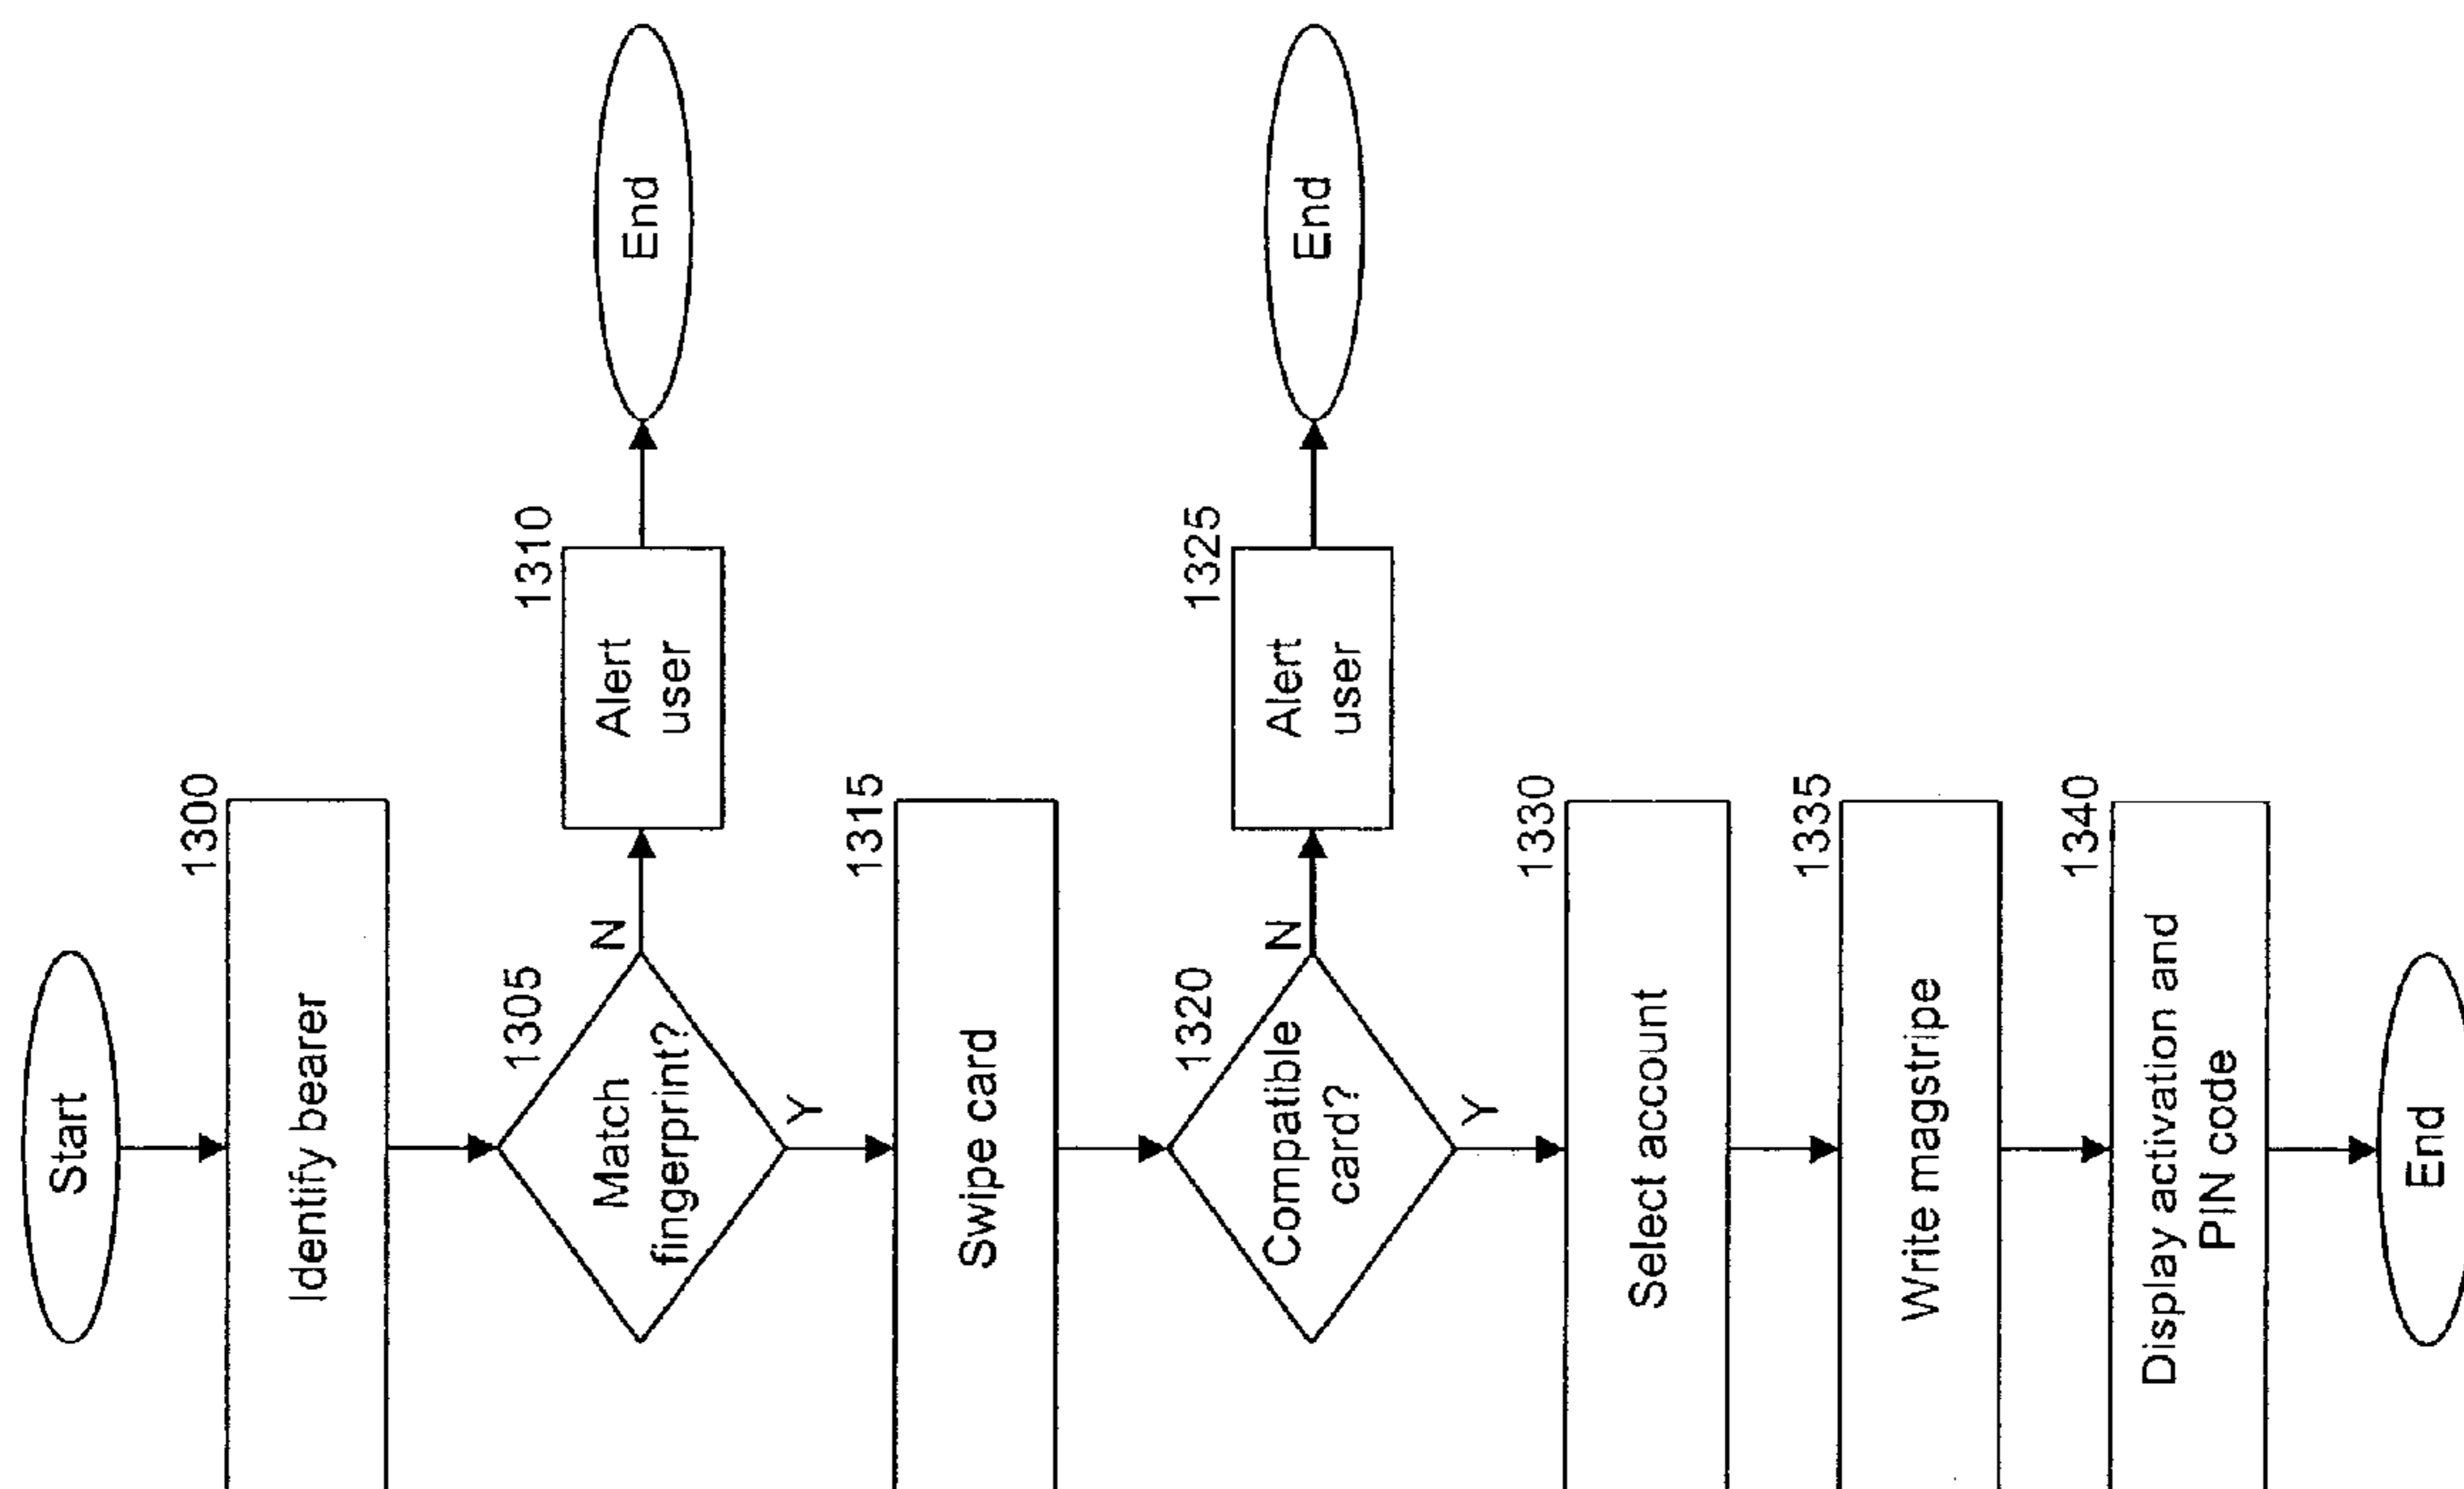 Start
1300
Identify bearer
1305
Match
fingerprint?
N
1310
Alert
user
End
Y
1315
Swipe card
1320
Compatible
card?
N
1325
Alert
user
End
Y
1330
Select account
1335
Write magstripe
1340
Display activation and
PIN code
End